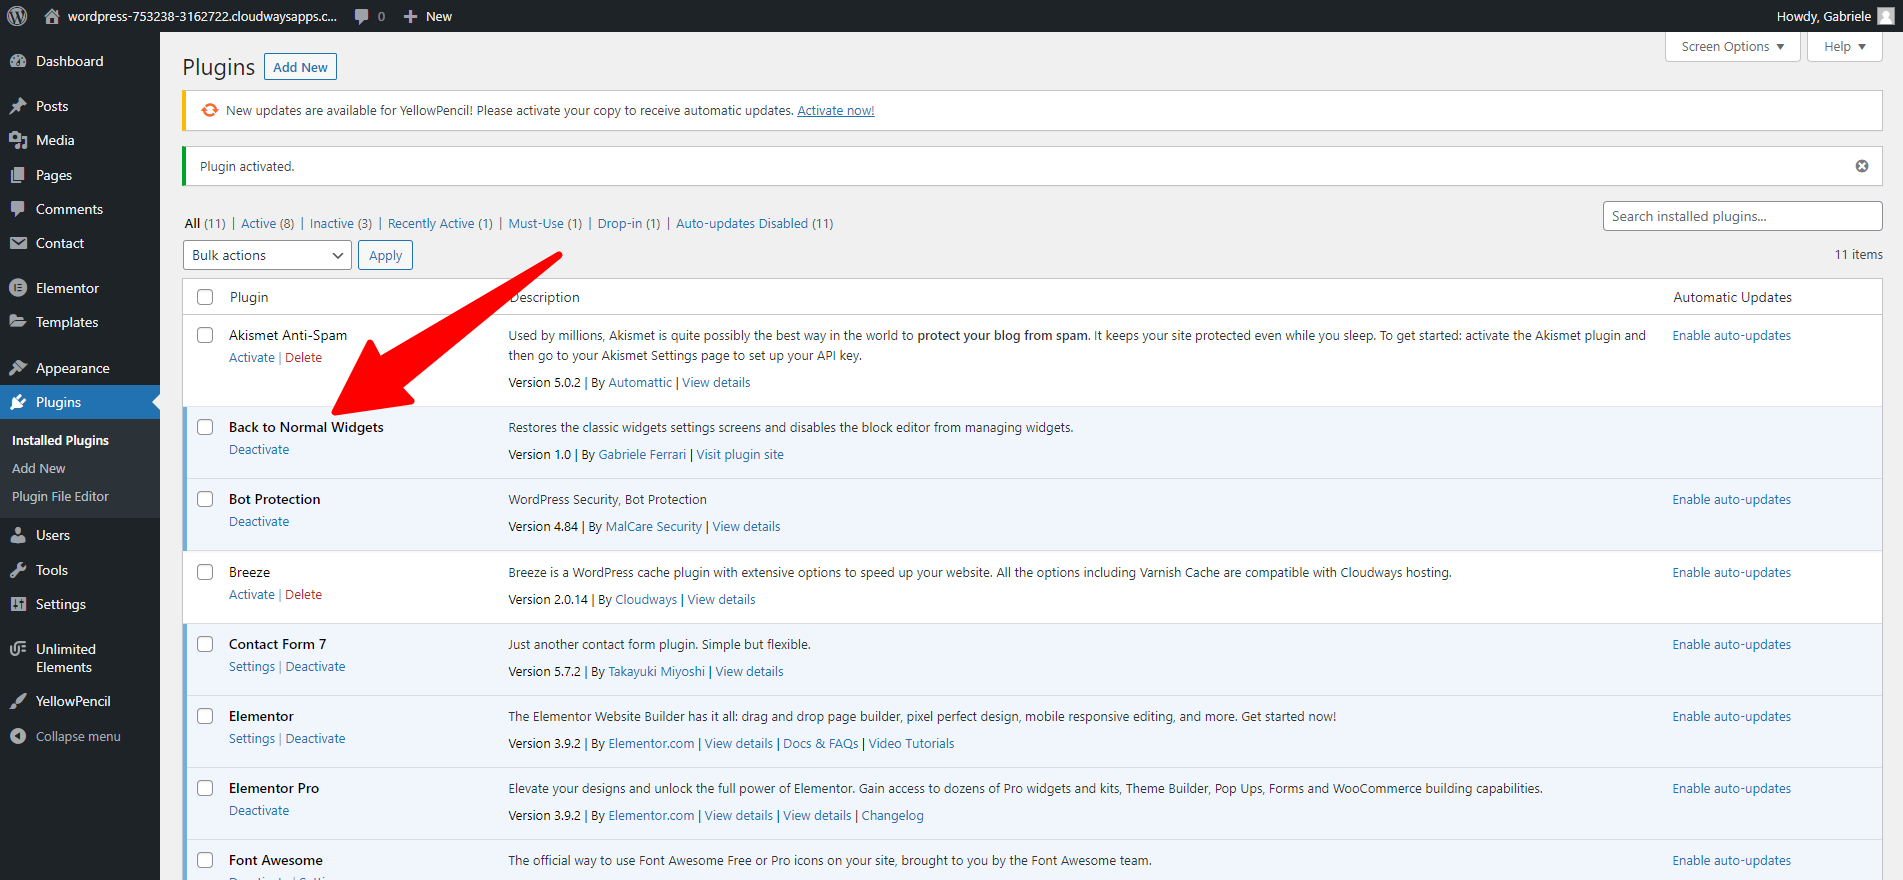 wordpress-753238-3162722.cloudwaysapps.c... 0 New Howdy, Gabriele
Dashboard
Posts
Media
Pages
Comments
Contact
Elementor
Templates
Appearance
Plugins
Installed Plugins
Add New
Plugin File Editor
Users
Tools
Settings
Unlimited
Elements
YellowPencil
Collapse menu
Screen Options Help
Plugins Add New
New updates are available for YellowPencil! Please activate your copy to receive automatic updates. Activate now!
Plugin activated.
All (11) | Active (8) | Inactive (3) | Recently Active (1) | Must-Use (1) | Drop-in (1) | Auto-updates Disabled (11)
Search installed plugins...
Bulk actions Apply
11 items
Plugin Description Automatic Updates
Akismet Anti-Spam
Activate | Delete
Used by millions, Akismet is quite possibly the best way in the world to protect your blog from spam. It keeps your site protected even while you sleep. To get started: activate the Akismet plugin and
then go to your Akismet Settings page to set up your API key.
Version 5.0.2 | By Automattic | View details
Enable auto-updates
Back to Normal Widgets
Deactivate
Restores the classic widgets settings screens and disables the block editor from managing widgets.
Version 1.0 | By Gabriele Ferrari | Visit plugin site
Bot Protection
Deactivate
WordPress Security, Bot Protection
Version 4.84 | By MalCare Security | View details
Enable auto-updates
Breeze
Activate | Delete
Breeze is a WordPress cache plugin with extensive options to speed up your website. All the options including Varnish Cache are compatible with Cloudways hosting.
Version 2.0.14 | By Cloudways | View details
Enable auto-updates
Contact Form 7
Settings | Deactivate
Just another contact form plugin. Simple but flexible.
Version 5.7.2 | By Takayuki Miyoshi | View details
Enable auto-updates
Elementor
Settings | Deactivate
The Elementor Website Builder has it all: drag and drop page builder, pixel perfect design, mobile responsive editing, and more. Get started now!
Version 3.9.2 | By Elementor.com | View details | Docs & FAQs | Video Tutorials
Enable auto-updates
Elementor Pro
Deactivate
Elevate your designs and unlock the full power of Elementor. Gain access to dozens of Pro widgets and kits, Theme Builder, Pop Ups, Forms and WooCommerce building capabilities.
Version 3.9.2 | By Elementor.com | View details | View details | Changelog
Enable auto-updates
Font Awesome
The official way to use Font Awesome Free or Pro icons on your site, brought to you by the Font Awesome team.
Enable auto-updates